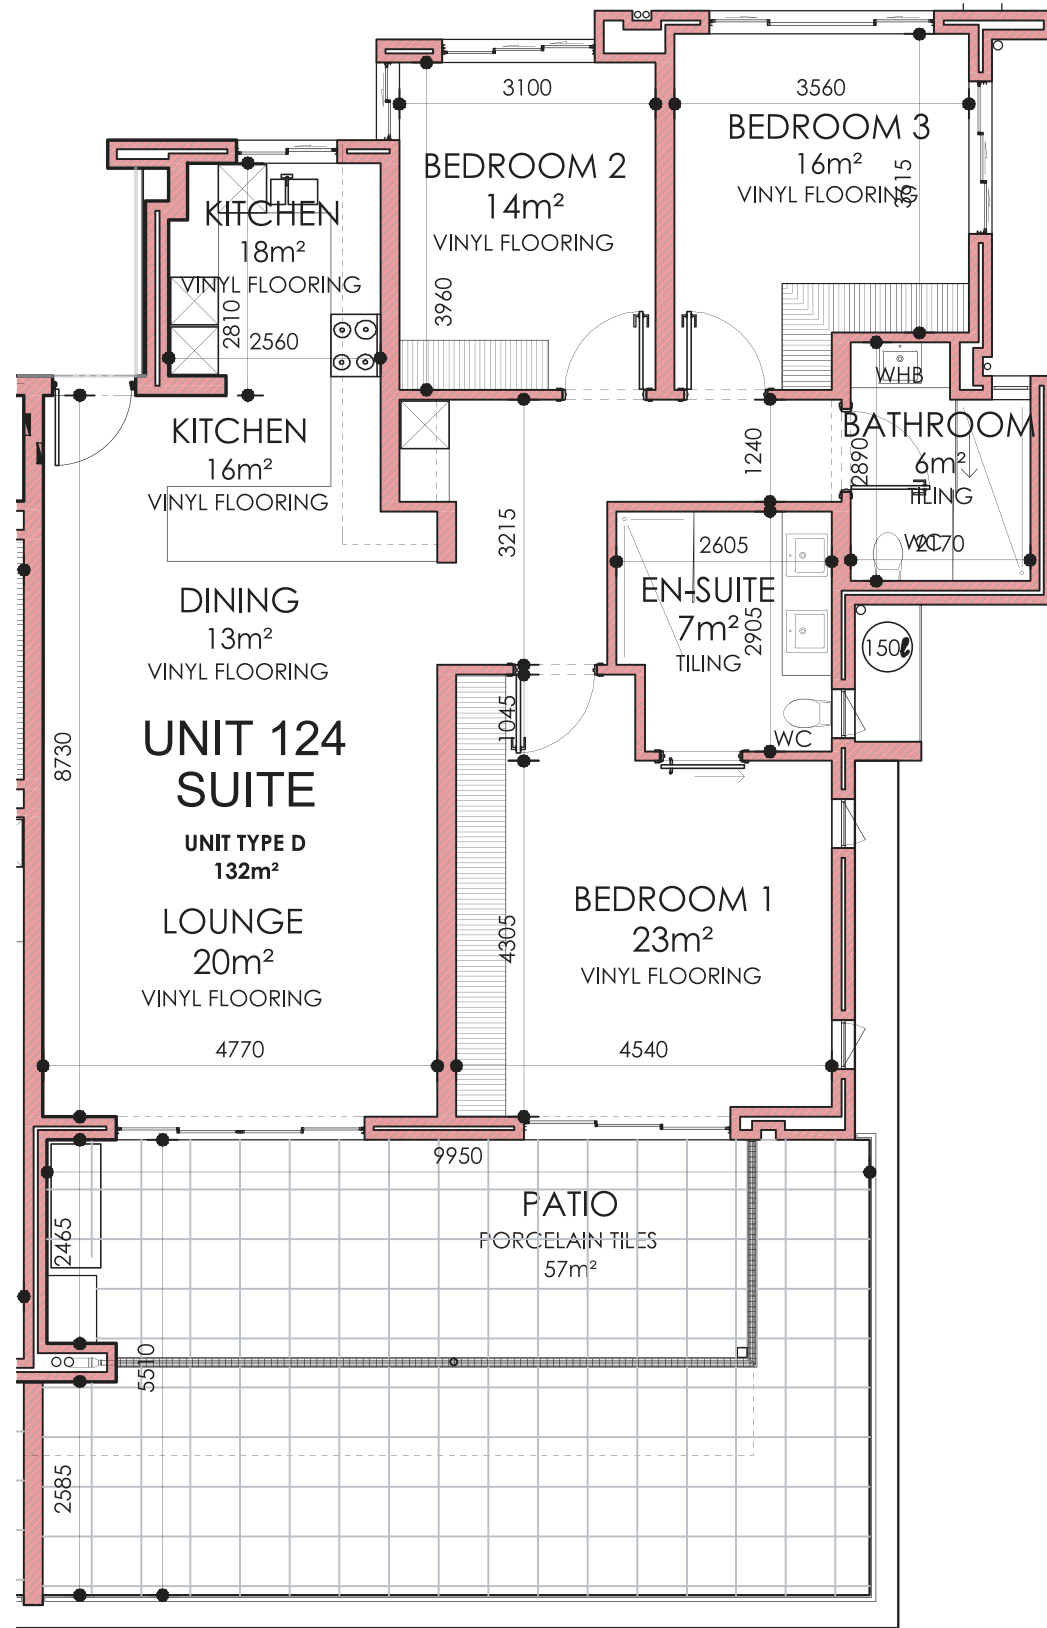 3100
3560
BEDROOM 3
16m²
VINYL FLOORING
3915
BEDROOM 2
14m²
VINYL FLOORING
3960
KITCHEN
18m²
VINYL FLOORING
2810
2560
WHB
KITCHEN
16m²
VINYL FLOORING
BATHROOM
6m²
TILING
2890
1240
WC
2170
3215
2605
EN-SUITE
7m²
TILING
2905
WC
150ℓ
DINING
13m²
VINYL FLOORING
1045
UNIT 124
SUITE
8730
UNIT TYPE D
132m²
LOUNGE
20m²
VINYL FLOORING
BEDROOM 1
23m²
VINYL FLOORING
4305
4770
4540
9950
PATIO
PORCELAIN TILES
57m²
2465
5510
2585